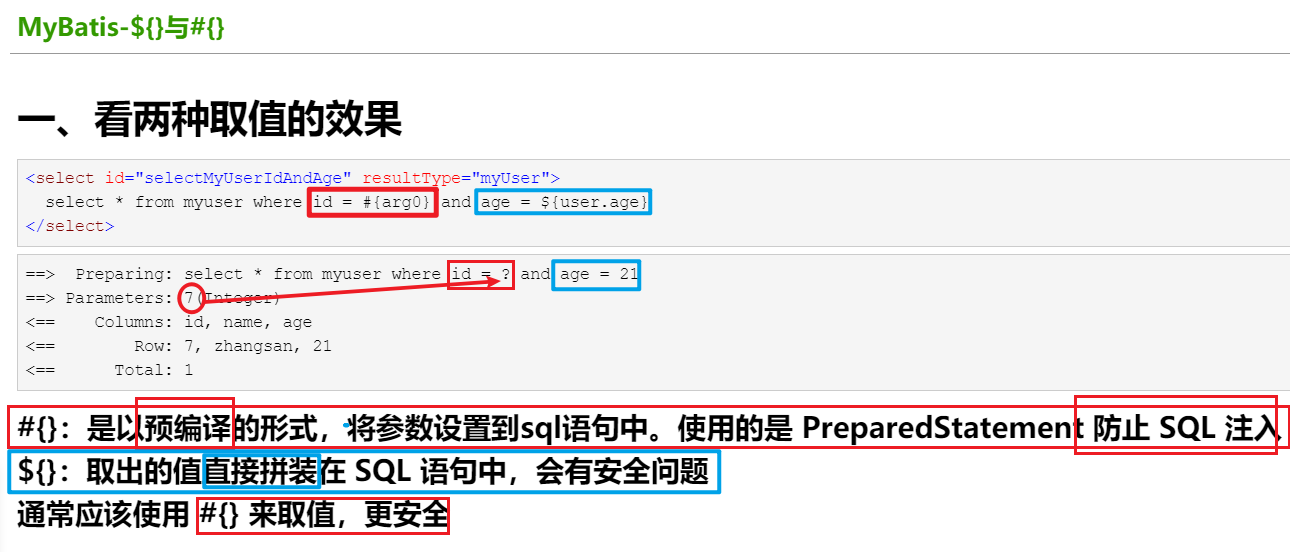 MyBatis-${}与#{}
一、看两种取值的效果
<select id="selectMyUserIdAndAge" resultType="myUser">
select * from myuser where id = #{arg0} and age = ${user.age}
</select>
==>  Preparing: select * from myuser where id = ? and age = 21
==> Parameters: 7(Integer)
<==    Columns: id, name, age
<==        Row: 7, zhangsan, 21
<==      Total: 1
#{}：是以预编译的形式，将参数设置到sql语句中。使用的是 PreparedStatement 防止 SQL 注入
${}：取出的值直接拼装在 SQL 语句中，会有安全问题
通常应该使用 #{} 来取值，更安全